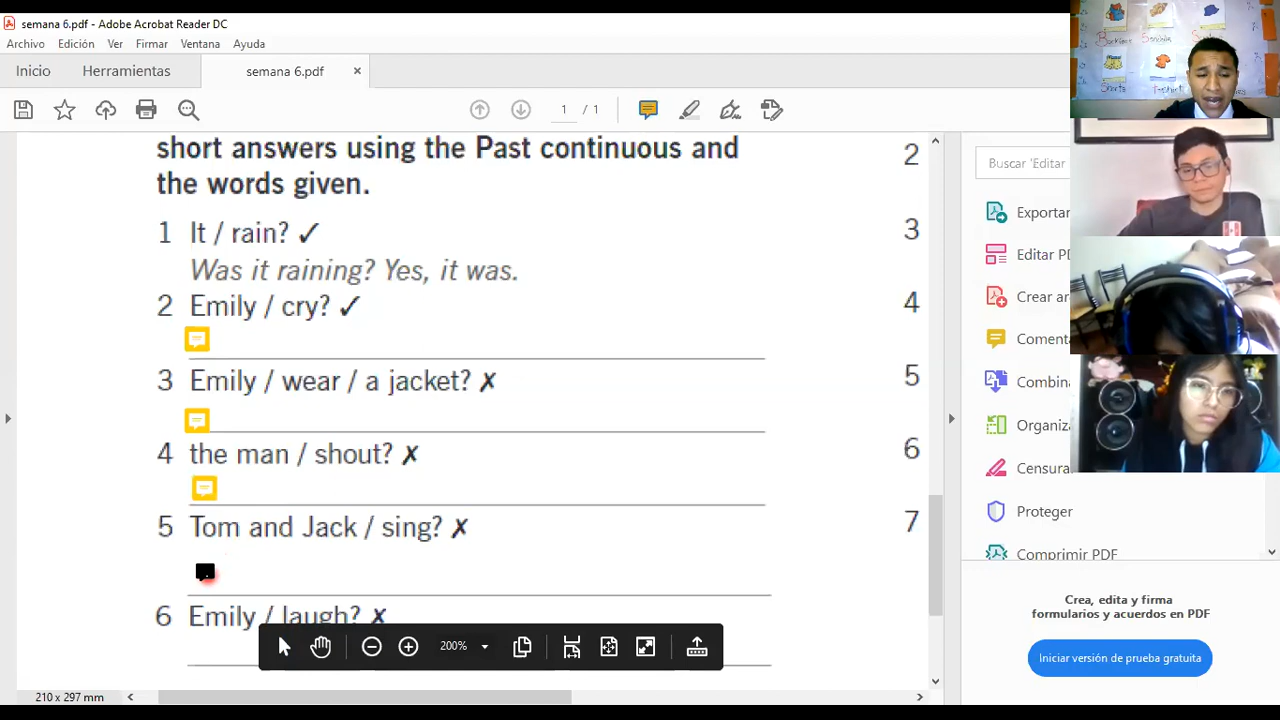 semana 6.pdf - Adobe Acrobat Reader DC
Archivo Edición Ver Firmar Ventana Ayuda
Inicio Herramientas semana 6.pdf ×
1 / 1
short answers using the Past continuous and
the words given.
1 It / rain? ✓
Was it raining? Yes, it was.
2 Emily / cry? ✓
3 Emily / wear / a jacket? ✗
4 the man / shout? ✗
5 Tom and Jack / sing? ✗
6 Emily / laugh? ✗
2
3
4
5
6
7
200%
210 x 297 mm
Buscar 'Editar
Exportar
Editar PD
Crear ar
Comenta
Combina
Organiza
Censura
Proteger
Comprimir PDF
Crea, edita y firma
formularios y acuerdos en PDF
Iniciar versión de prueba gratuita